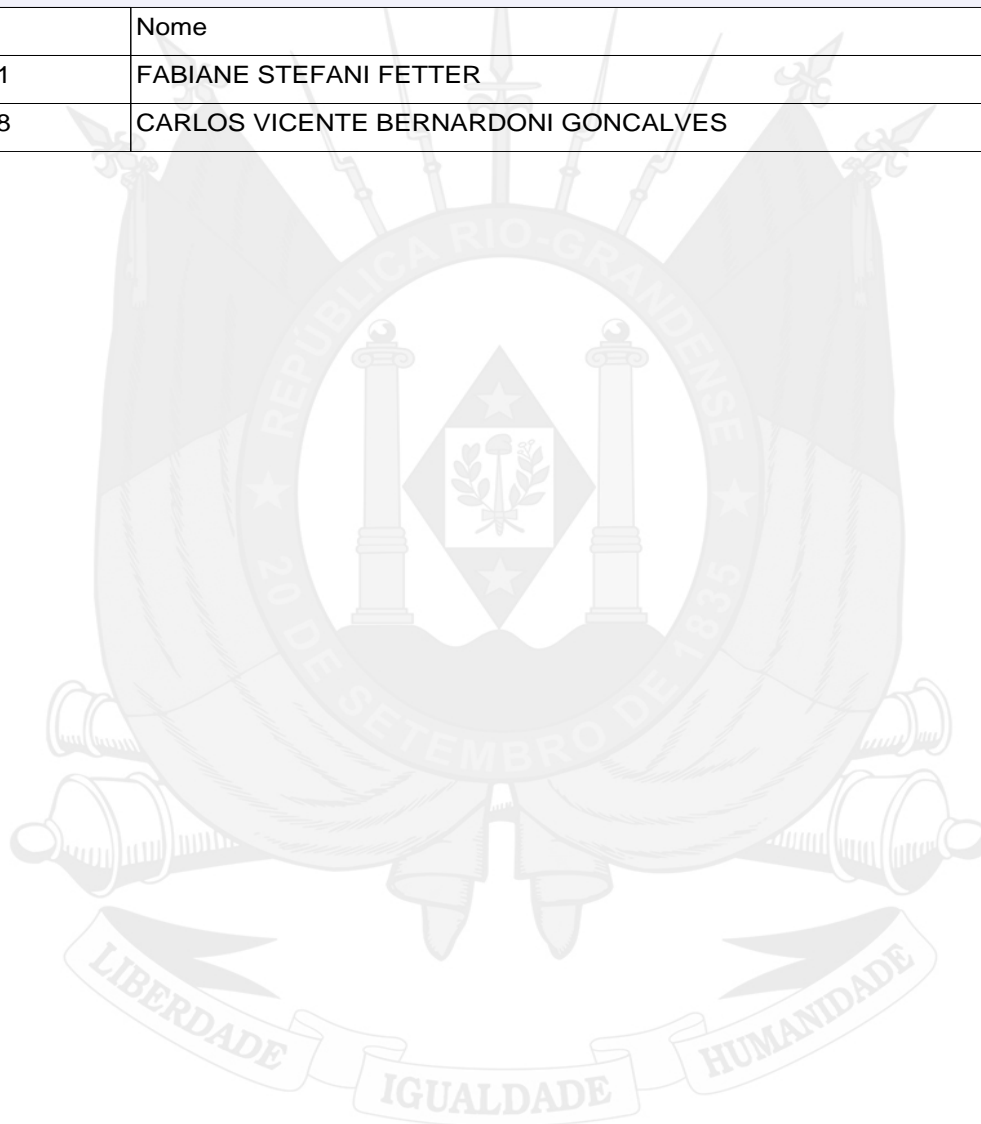 Nome
1 FABIANE STEFANI FETTER
8 CARLOS VICENTE BERNARDONI GONCALVES
REPÚBLICA RIO-GRANDENSE
20 DE SETEMBRO DE 1835
LIBERDADE IGUALDADE HUMANIDADE